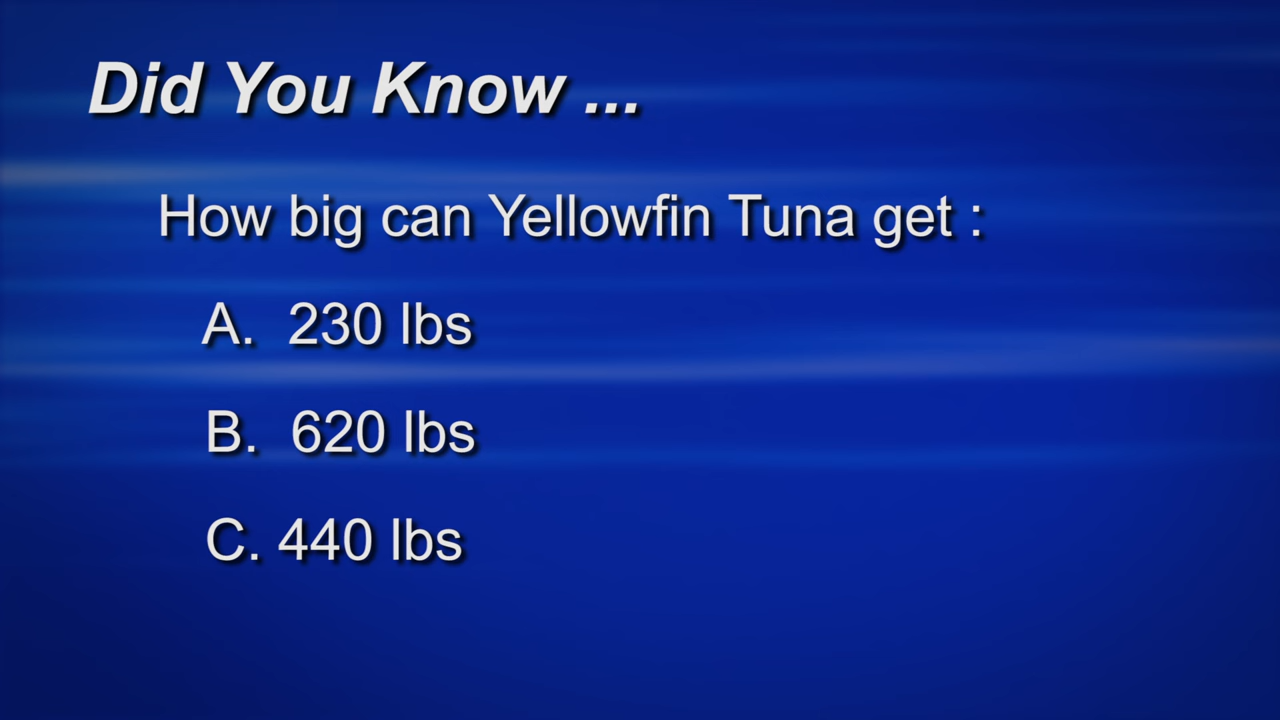 Did You Know ...
How big can Yellowfin Tuna get :
A. 230 lbs
B. 620 lbs
C. 440 lbs